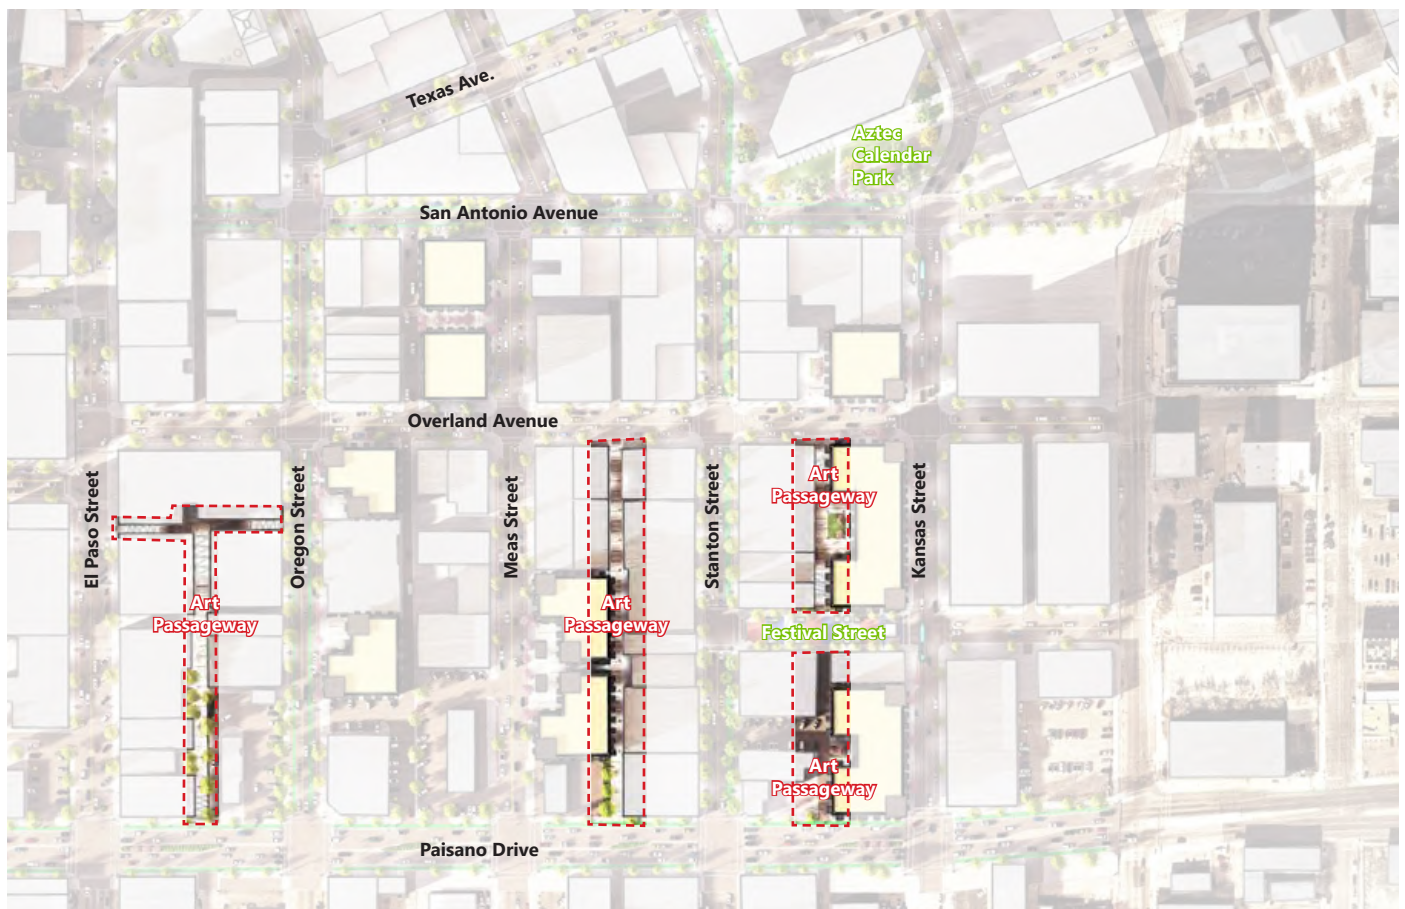 Texas Ave.
Aztec
Calendar
Park
San Antonio Avenue
Overland Avenue
El Paso Street
Oregon Street
Meas Street
Stanton Street
Kansas Street
Art
Passageway
Art
Passageway
Art
Passageway
Festival Street
Art
Passageway
Paisano Drive